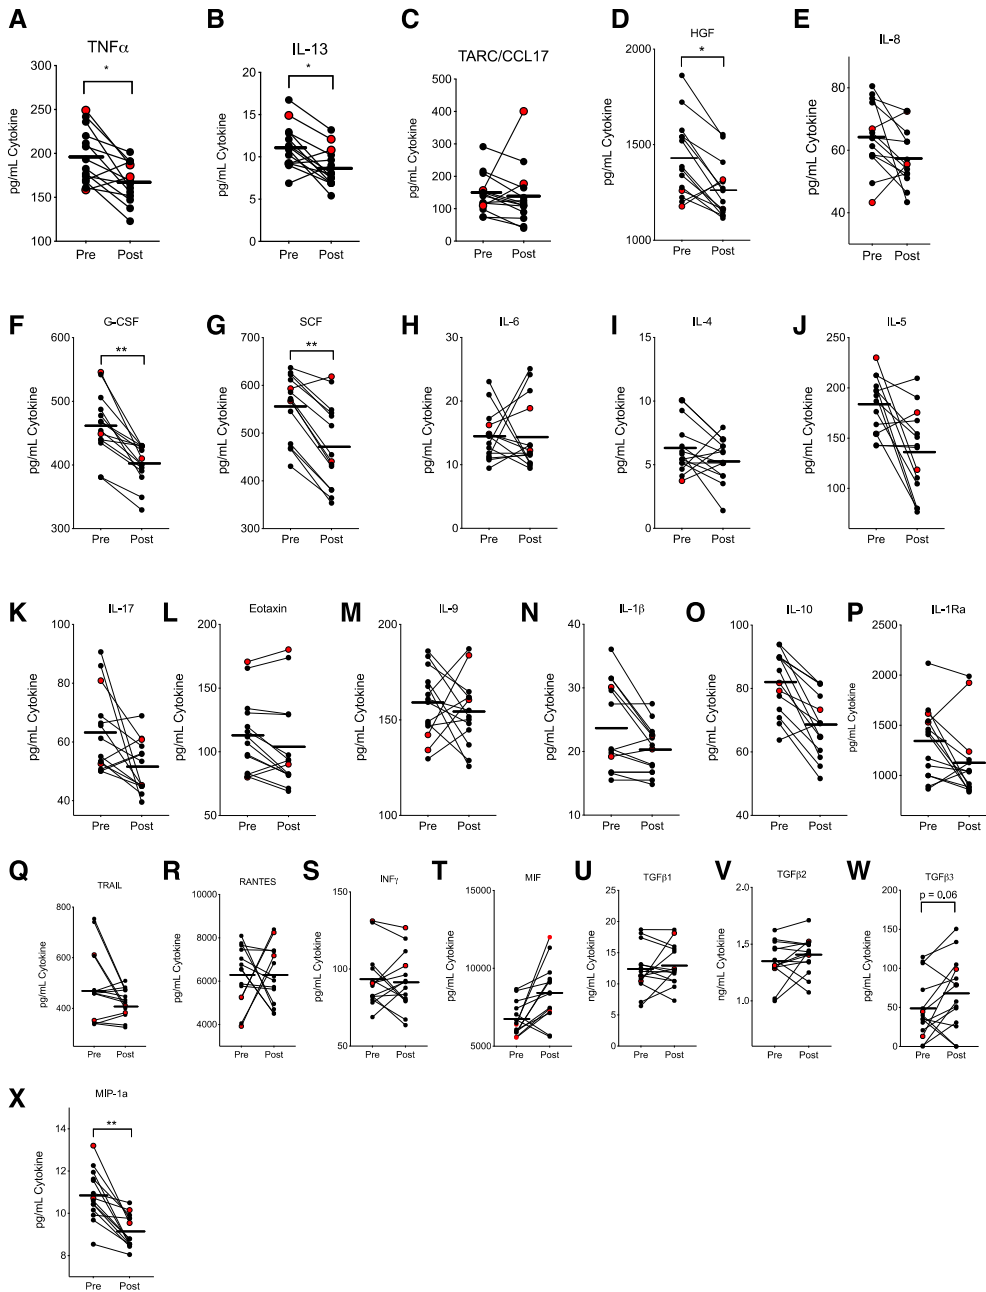 A
TNFα
*
pg/mL Cytokine
300
250
200
150
100
Pre Post
B
IL-13
*
pg/mL Cytokine
15
10
5
0
Pre Post
C
TARC/CCL17
pg/mL Cytokine
500
400
300
200
100
0
Pre Post
D
HGF
*
pg/mL Cytokine
2000
1500
1000
Pre Post
E
IL-8
pg/mL Cytokine
80
60
40
Pre Post
F
G-CSF
**
pg/mL Cytokine
600
500
400
300
Pre Post
G
SCF
**
pg/mL Cytokine
700
600
500
400
300
Pre Post
H
IL-6
pg/mL Cytokine
30
20
10
0
Pre Post
I
IL-4
pg/mL Cytokine
15
10
5
0
Pre Post
J
IL-5
pg/mL Cytokine
250
200
150
100
Pre Post
K
IL-17
pg/mL Cytokine
100
80
60
40
Pre Post
L
Eotaxin
pg/mL Cytokine
200
150
100
50
Pre Post
M
IL-9
pg/mL Cytokine
200
150
100
Pre Post
N
IL-1β
pg/mL Cytokine
40
30
20
10
Pre Post
O
IL-10
pg/mL Cytokine
100
80
60
40
Pre Post
P
IL-1Ra
pg/mL Cytokine
2500
2000
1500
1000
Pre Post
Q
TRAIL
pg/mL Cytokine
800
600
400
Pre Post
R
RANTES
pg/mL Cytokine
10000
8000
6000
4000
Pre Post
S
INFγ
pg/mL Cytokine
150
100
50
Pre Post
T
MIF
pg/mL Cytokine
15000
10000
5000
Pre Post
U
TGFβ1
ng/mL Cytokine
25
20
15
10
5
0
Pre Post
V
TGFβ2
ng/mL Cytokine
2.0
1.5
1.0
Pre Post
W
TGFβ3
p = 0.06
pg/mL Cytokine
200
150
100
50
0
Pre Post
X
MIP-1a
**
pg/mL Cytokine
14
12
10
8
Pre Post